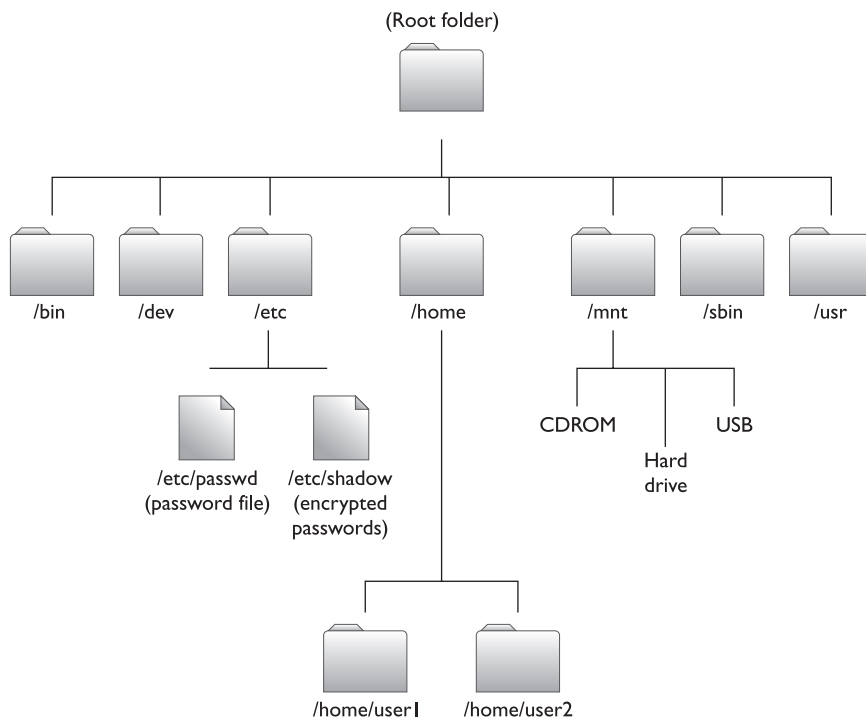 (Root folder)
/bin
/dev
/etc
/home
/mnt
/sbin
/usr
CDROM
USB
Hard
drive
/etc/passwd
(password file)
/etc/shadow
(encrypted
passwords)
/home/user1
/home/user2